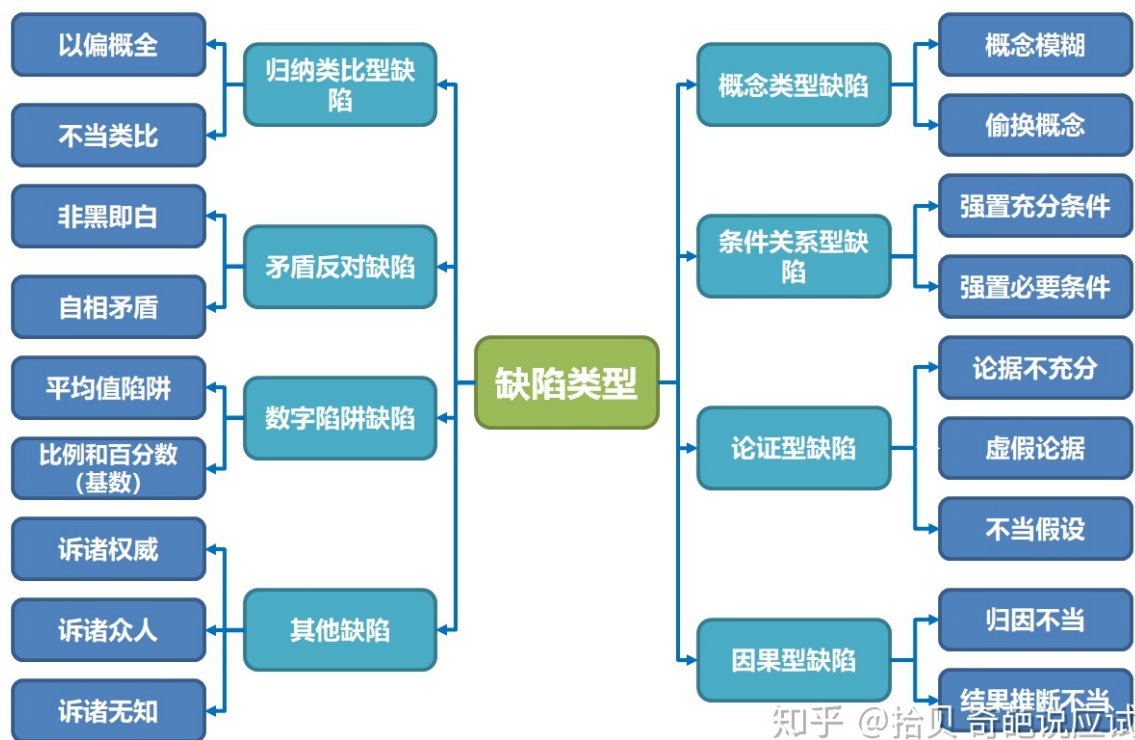 以偏概全
不当类比
归纳类比型缺
陷
非黑即白
自相矛盾
矛盾反对缺陷
平均值陷阱
比例和百分数
（基数）
数字陷阱缺陷
诉诸权威
诉诸众人
诉诸无知
其他缺陷
缺陷类型
概念类型缺陷
概念模糊
偷换概念
条件关系型缺
陷
强置充分条件
强置必要条件
论证型缺陷
论据不充分
虚假论据
不当假设
因果型缺陷
归因不当
结果推断不当
知乎 @拾贝 奇葩说应试